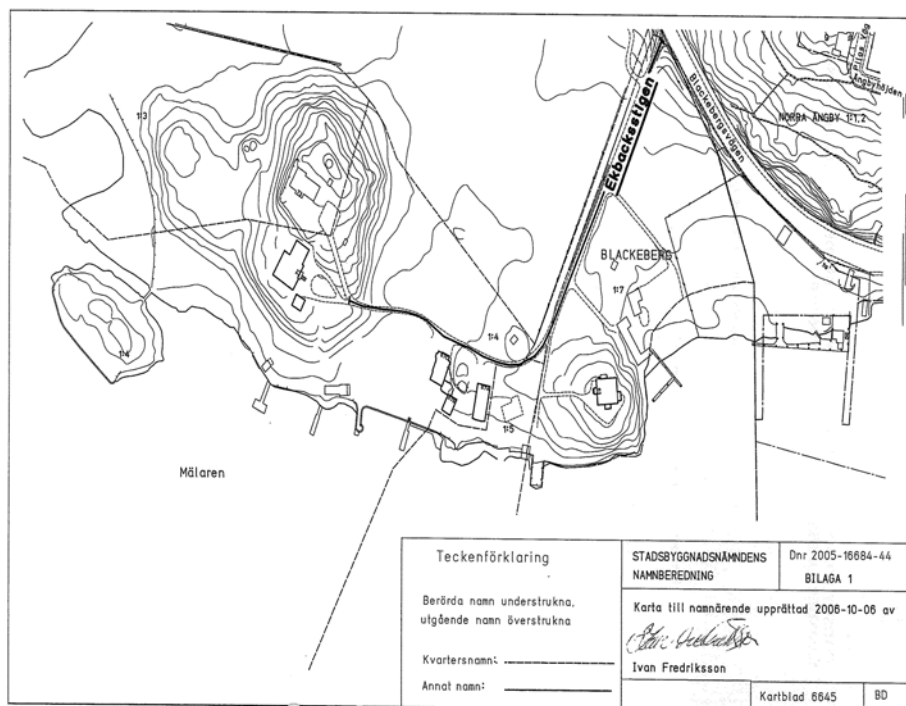 Plias Väg
Ängbyhöjden
Blackebergsvägen
NORRA ÄNGBY 1:1,2
1:3
Ekbacksstigen
BLACKEBERG
1:7
1:4
1:4
1:5
Mälaren
Teckenförklaring
Berörda namn understrukna,
utgående namn överstrukna
Kvartersnamn:
Annat namn:
STADSBYGGNADSNÄMNDENS
NAMNBEREDNING
Dnr 2005-16684-44
BILAGA 1
Karta till namnärende upprättad 2006-10-06 av
Ivan Fredriksson
Kartblad 6645
BD